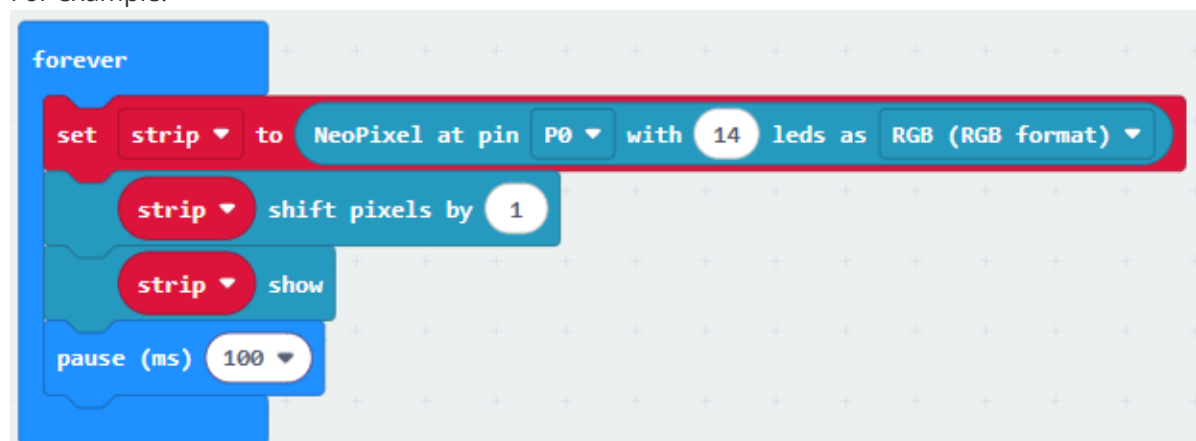 For example:
forever
set strip to NeoPixel at pin P0 with 14 leds as RGB (RGB format)
strip shift pixels by 1
strip show
pause (ms) 100